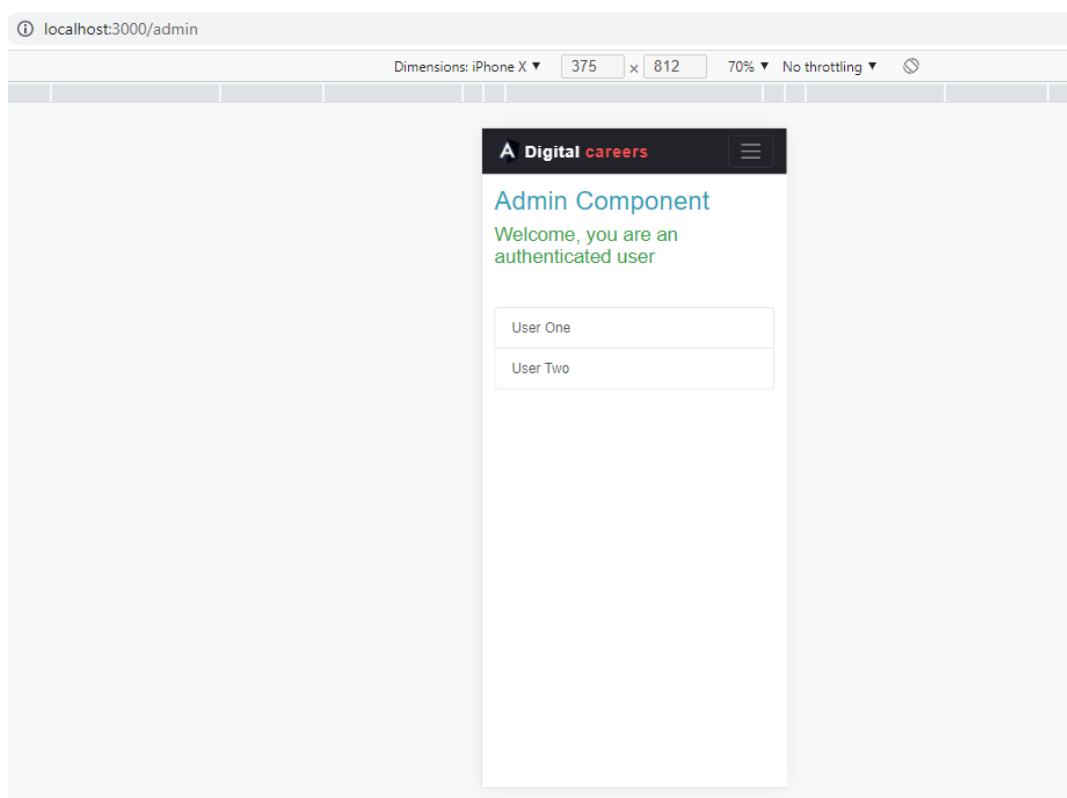 localhost:3000/admin
Dimensions: iPhone X ▼ 375 x 812 70% ▼ No throttling ▼
A Digital careers
Admin Component
Welcome, you are an
authenticated user
User One
User Two